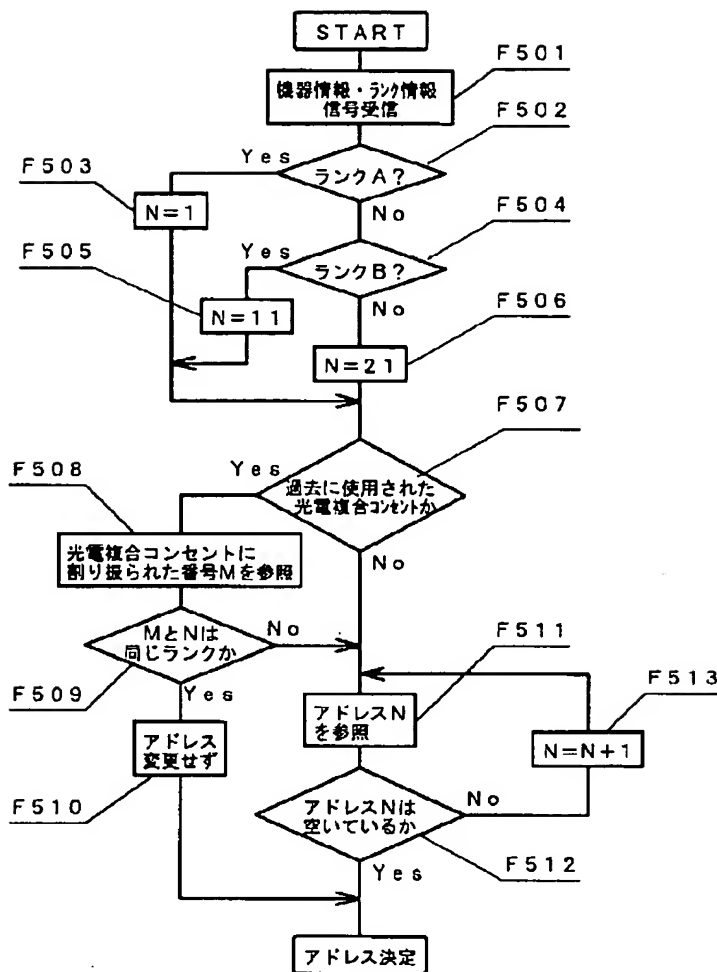 START
F501
機器情報・ランク情報
信号受信
F502
Yes
ランクA?
F503
N=1
No
F504
F505
Yes
ランクB?
N=11
No
F506
N=21
F507
F508
Yes
過去に使用された
光電複合コンセントか
光電複合コンセントに
割り振られた番号Mを参照
No
MとNは
同じランクか
No
F511
F513
F509
Yes
アドレスN
を参照
N=N+1
アドレス
変更せず
F510
アドレスNは
空いているか
No
F512
Yes
アドレス決定